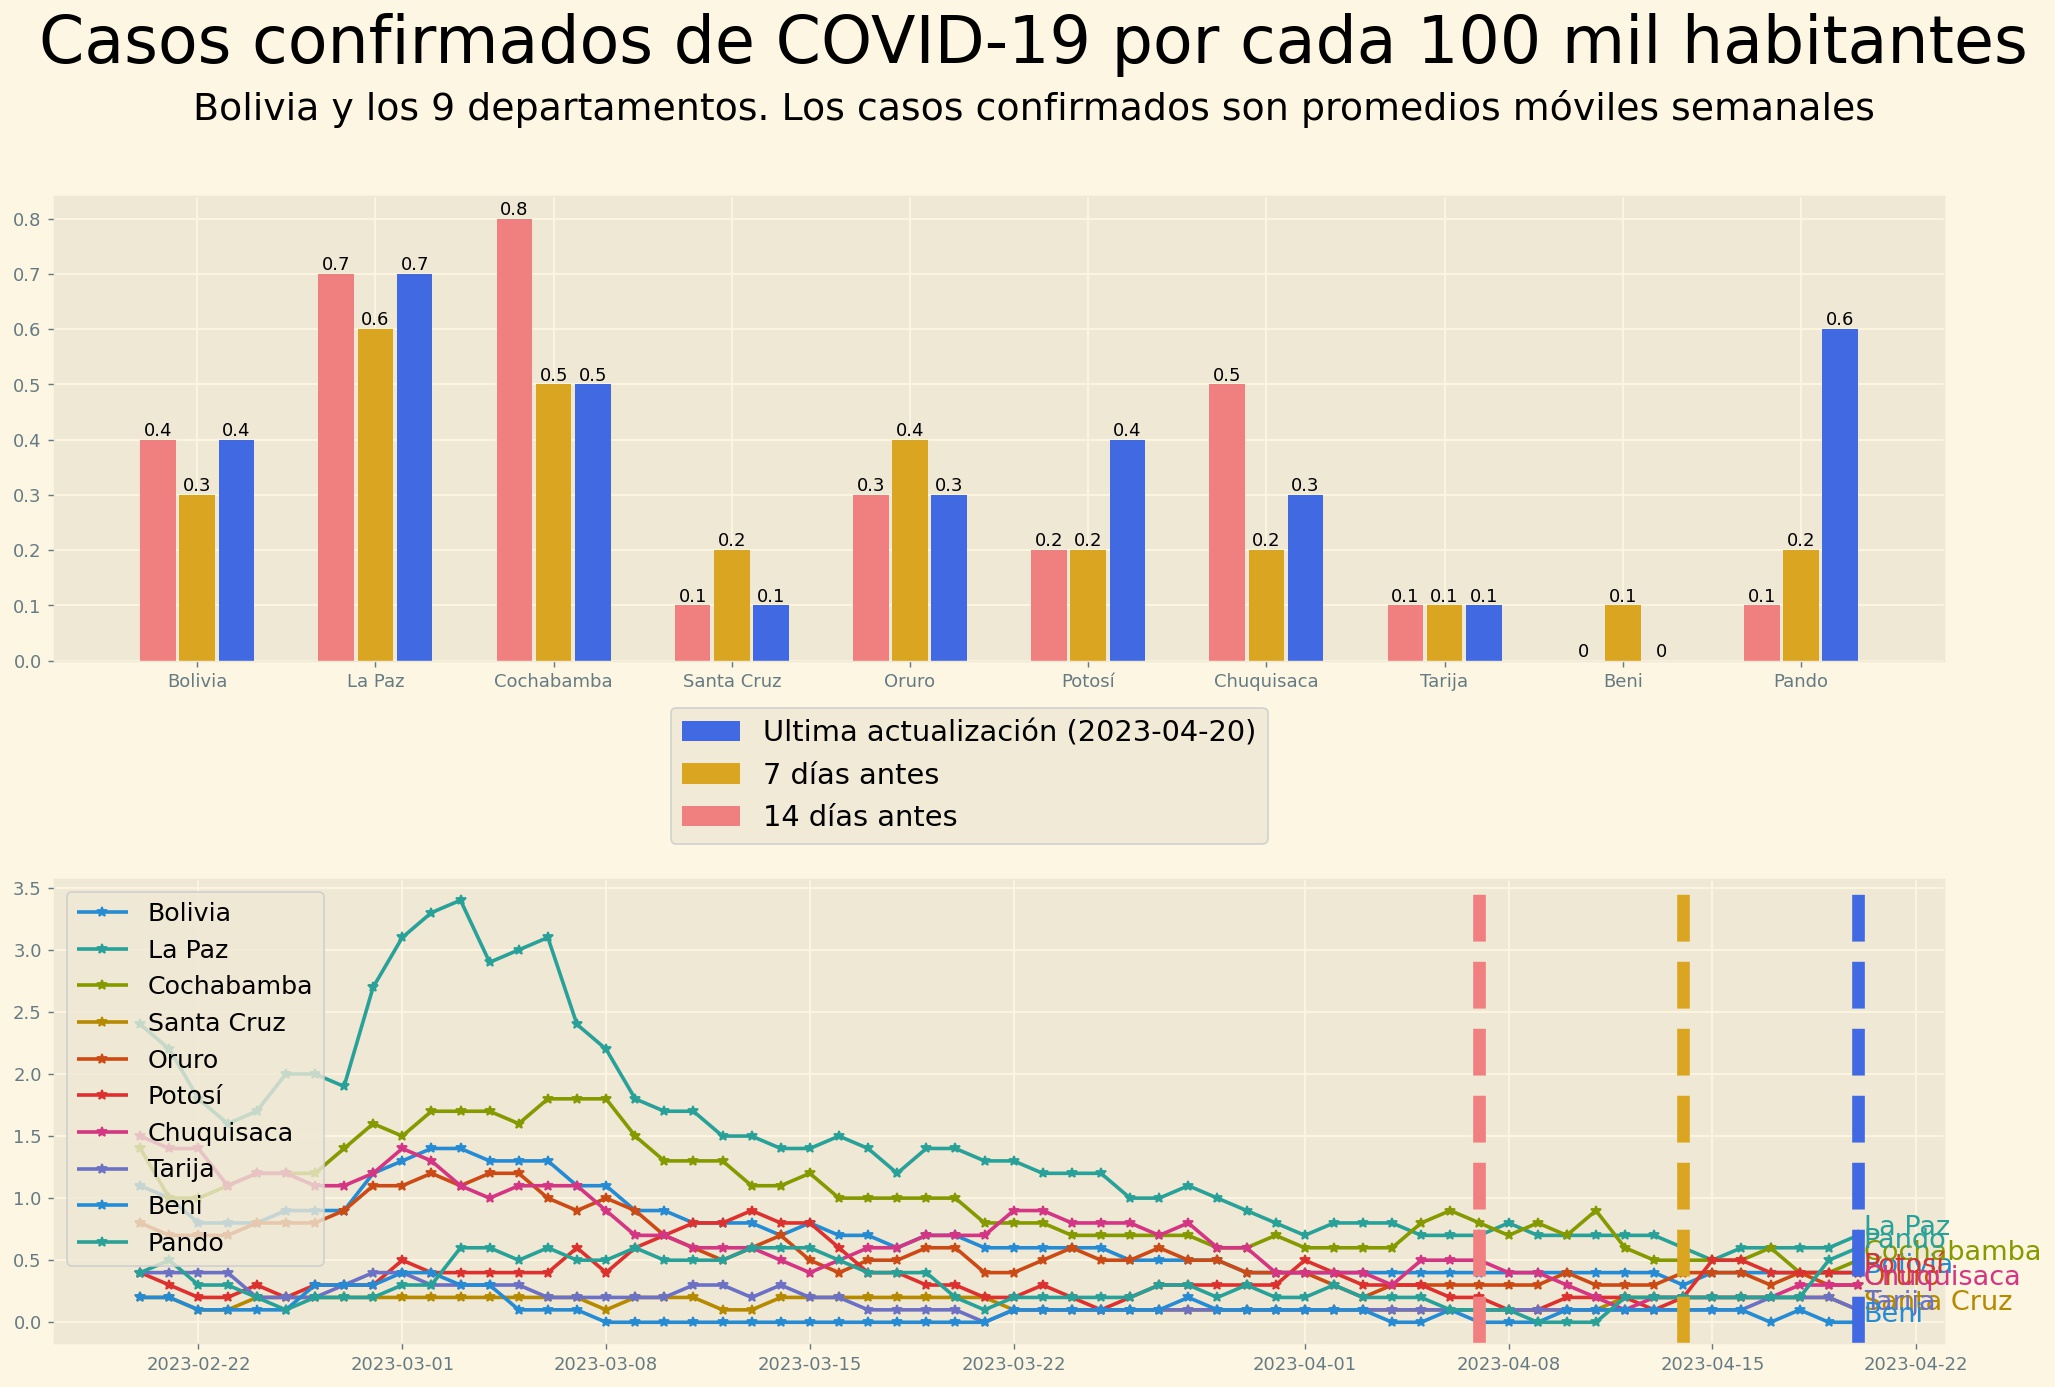 Casos confirmados de COVID-19 por cada 100 mil habitantes
Bolivia y los 9 departamentos. Los casos confirmados son promedios móviles semanales
0.8
0.7
0.6
0.5
0.4
0.3
0.2
0.1
0.0
0.4 0.3 0.4
0.7 0.6 0.7
0.8 0.5 0.5
0.1 0.2 0.1
0.3 0.4 0.3
0.2 0.2 0.4
0.5 0.2 0.3
0.1 0.1 0.1
0 0.1 0
0.1 0.2 0.6
Bolivia La Paz Cochabamba Santa Cruz Oruro Potosí Chuquisaca Tarija Beni Pando
Ultima actualización (2023-04-20)
7 días antes
14 días antes
3.5
3.0
2.5
2.0
1.5
1.0
0.5
0.0
Bolivia
La Paz
Cochabamba
Santa Cruz
Oruro
Potosí
Chuquisaca
Tarija
Beni
Pando
La Paz
Pando
Cochabamba
Potosí
Bolivia
Chuquisaca
Oruro
Tarija
Santa Cruz
Beni
2023-02-22 2023-03-01 2023-03-08 2023-03-15 2023-03-22 2023-04-01 2023-04-08 2023-04-15 2023-04-22